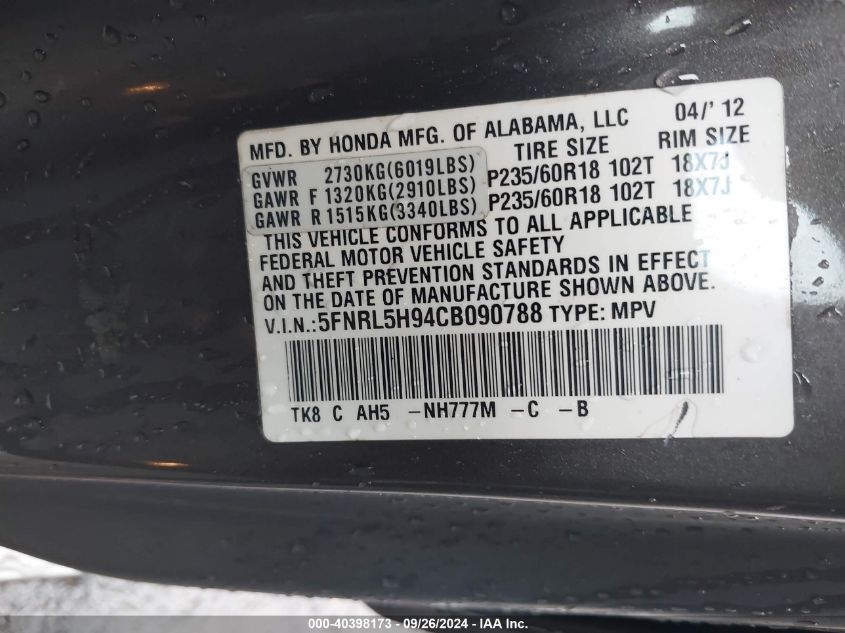 MFD. BY HONDA MFG. OF ALABAMA, LLC 04/' 12
TIRE SIZE RIM SIZE
GVWR 2730KG(6019LBS)
GAWR F 1320KG(2910LBS) P235/60R18 102T 18X7J
GAWR R 1515KG(3340LBS) P235/60R18 102T 18X7J
THIS VEHICLE CONFORMS TO ALL APPLICABLE
FEDERAL MOTOR VEHICLE SAFETY
AND THEFT PREVENTION STANDARDS IN EFFECT
ON THE DATE OF MANUFACTURE SHOWN ABOVE.
V.I.N.:5FNRL5H94CB090788 TYPE: MPV
TK8 C AH5 -NH777M -C -B
000-40398173 - 09/26/2024 - IAA Inc.